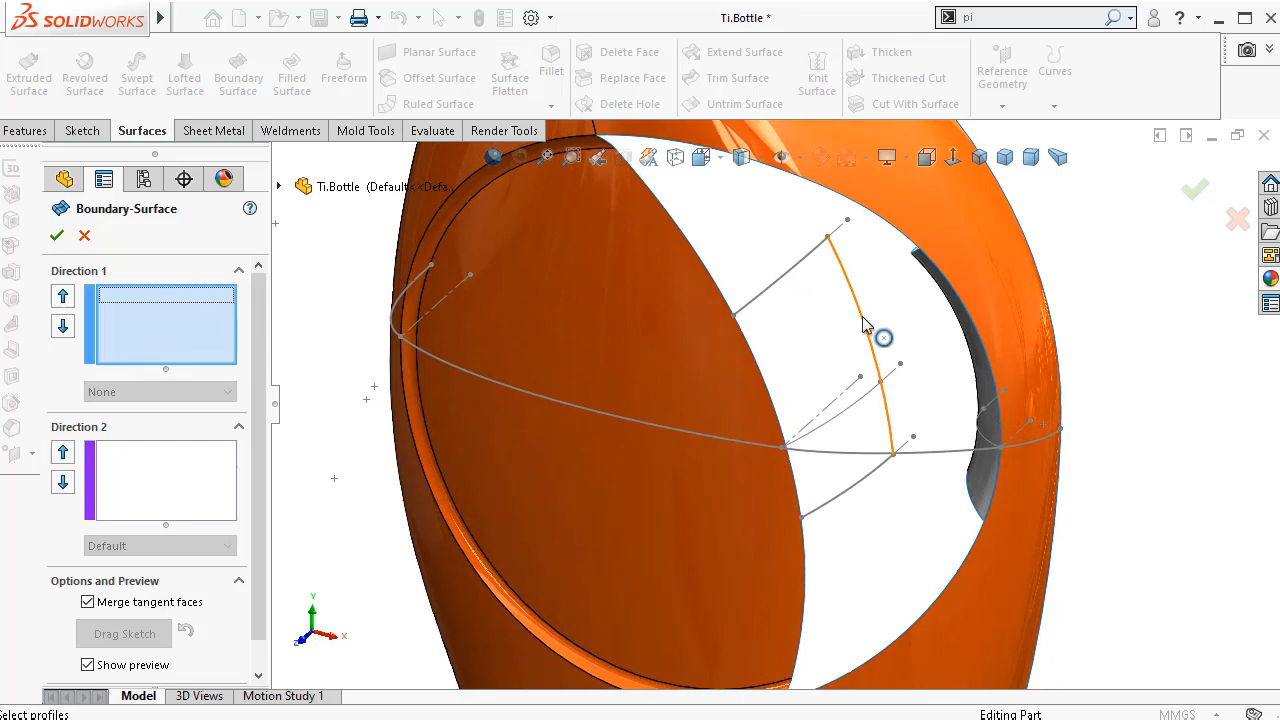 SOLIDWORKS
Ti.Bottle *
pi
Extruded Surface
Revolved Surface
Swept Surface
Lofted Surface
Boundary Surface
Freeform
Planar Surface
Offset Surface
Ruled Surface
Surface Flatten
Fillet
Delete Face
Replace Face
Delete Hole
Extend Surface
Trim Surface
Untrim Surface
Knit Surface
Thicken
Thickened Cut
Cut With Surface
Reference Geometry
Curves
Features
Sketch
Surfaces
Sheet Metal
Weldments
Mold Tools
Evaluate
Render Tools
Ti.Bottle (Default<<Defa...
Boundary-Surface
Direction 1
None
Direction 2
Default
Options and Preview
Merge tangent faces
Drag Sketch
Show preview
Y
X
Z
Model
3D Views
Motion Study 1
Select profiles
Editing Part
MMGS